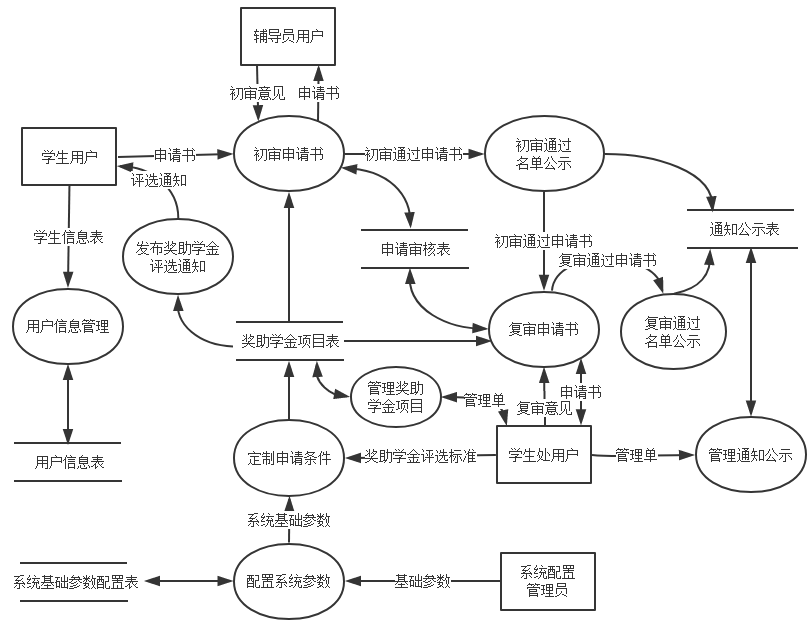 辅导员用户
初审意见
申请书
学生用户
申请书
评选通知
初审申请书
初审通过申请书
初审通过
名单公示
学生信息表
发布奖助学金
评选通知
申请审核表
初审通过申请书
复审通过申请书
通知公示表
用户信息管理
奖助学金项目表
复审申请书
复审通过
名单公示
管理奖助
学金项目
管理单
复审意见
申请书
用户信息表
定制申请条件
奖助学金评选标准
学生处用户
管理单
管理通知公示
系统基础参数
系统基础参数配置表
配置系统参数
基础参数
系统配置
管理员